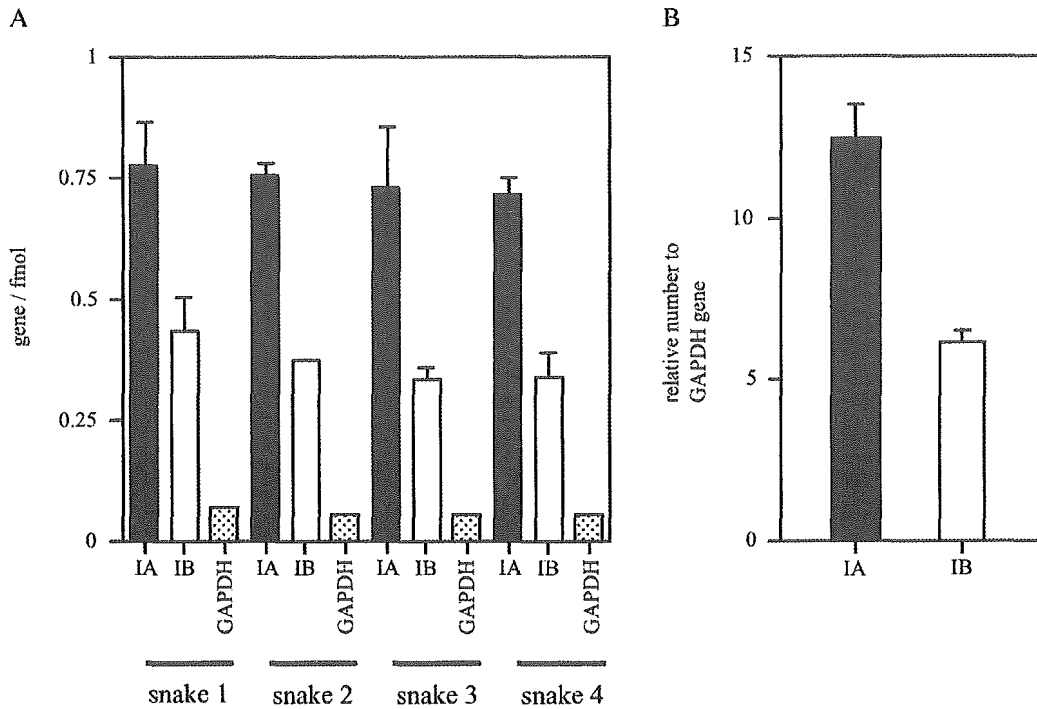 A
B
1
0.75
0.5
0.25
0
gene / fmol
IA
IB
GAPDH
IA
IB
GAPDH
IA
IB
GAPDH
IA
IB
GAPDH
snake 1
snake 2
snake 3
snake 4
15
10
5
0
relative number to
GAPDH gene
IA
IB